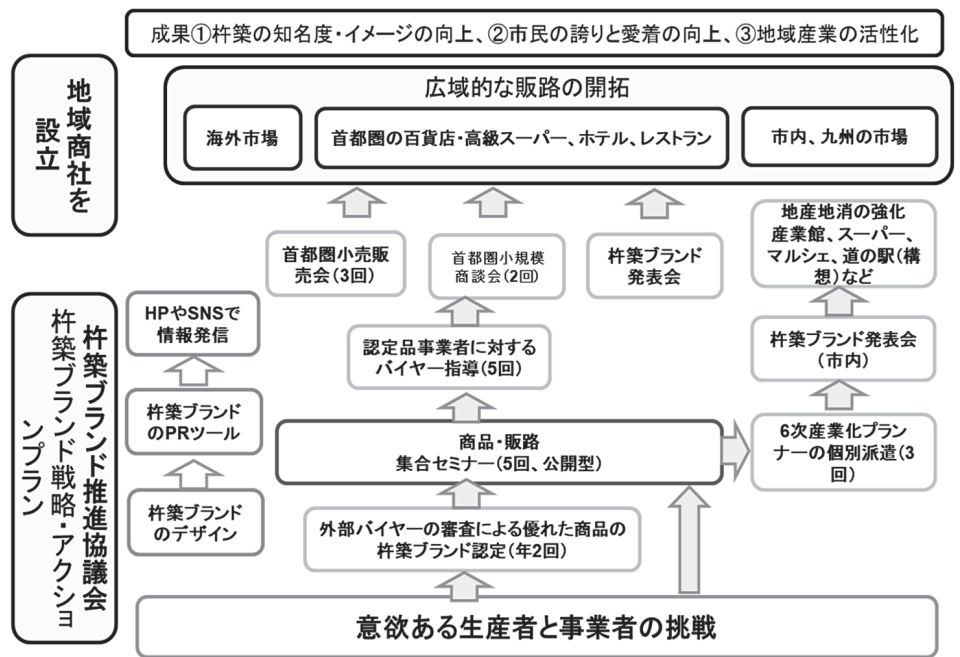 成果①杵築の知名度・イメージの向上、②市民の誇りと愛着の向上、③地域産業の活性化
地域商社を
設立
広域的な販路の開拓
海外市場
首都圏の百貨店・高級スーパー、ホテル、レストラン
市内、九州の市場
首都圏小売販
売会(3回)
首都圏小規模
商談会(2回)
杵築ブランド
発表会
地産地消の強化
産業館、スーパー、
マルシェ、道の駅(構
想)など
杵築ブランド推進協議会
杵築ブランド戦略・アクショ
ンプラン
HPやSNSで
情報発信
認定品事業者に対する
バイヤー指導(5回)
杵築ブランド発表会
(市内)
杵築ブランド
のPRツール
商品・販路
集合セミナー(5回、公開型)
6次産業化プラン
ナーの個別派遣(3
回)
杵築ブランド
のデザイン
外部バイヤーの審査による優れた商品の
杵築ブランド認定(年2回)
意欲ある生産者と事業者の挑戦